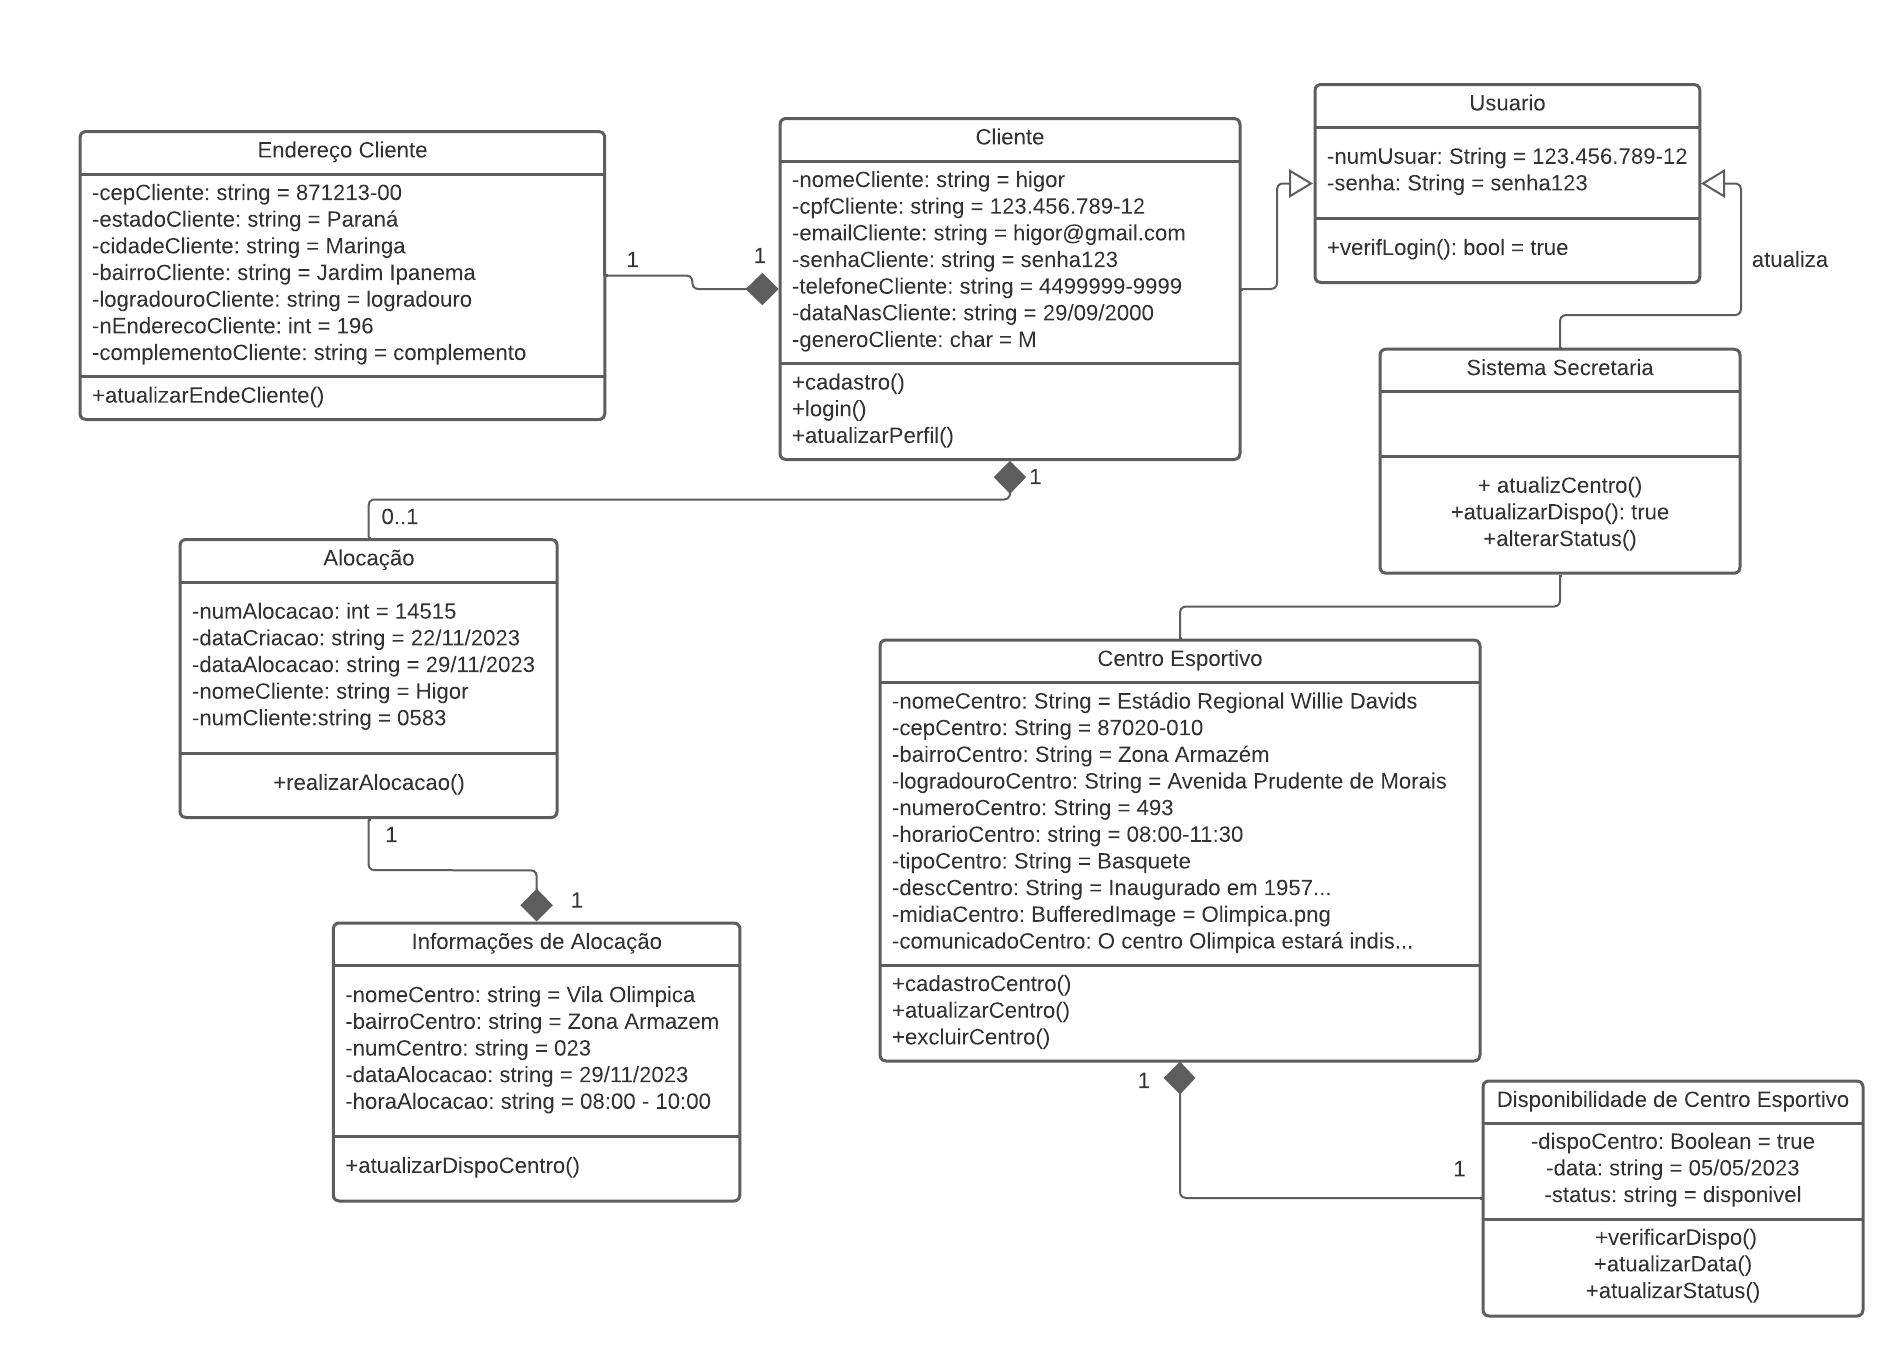 Usuario
-numUsuar: String = 123.456.789-12
-senha: String = senha123
+verifLogin(): bool = true
Cliente
-nomeCliente: string = higor
-cpfCliente: string = 123.456.789-12
-emailCliente: string = higor@gmail.com
-senhaCliente: string = senha123
-telefoneCliente: string = 4499999-9999
-dataNasCliente: string = 29/09/2000
-generoCliente: char = M
+cadastro()
+login()
+atualizarPerfil()
Endereço Cliente
-cepCliente: string = 871213-00
-estadoCliente: string = Paraná
-cidadeCliente: string = Maringa
-bairroCliente: string = Jardim Ipanema
-logradouroCliente: string = logradouro
-nEnderecoCliente: int = 196
-complementoCliente: string = complemento
+atualizarEndeCliente()
1
1
atualiza
Sistema Secretaria
+ atualizCentro()
+atualizarDispo(): true
+alterarStatus()
1
0..1
Alocação
-numAlocacao: int = 14515
-dataCriacao: string = 22/11/2023
-dataAlocacao: string = 29/11/2023
-nomeCliente: string = Higor
-numCliente:string = 0583
+realizarAlocacao()
1
1
Informações de Alocação
-nomeCentro: string = Vila Olimpica
-bairroCentro: string = Zona Armazem
-numCentro: string = 023
-dataAlocacao: string = 29/11/2023
-horaAlocacao: string = 08:00 - 10:00
+atualizarDispoCentro()
Centro Esportivo
-nomeCentro: String = Estádio Regional Willie Davids
-cepCentro: String = 87020-010
-bairroCentro: String = Zona Armazém
-logradouroCentro: String = Avenida Prudente de Morais
-numeroCentro: String = 493
-horarioCentro: string = 08:00-11:30
-tipoCentro: String = Basquete
-descCentro: String = Inaugurado em 1957...
-midiaCentro: BufferedImage = Olimpica.png
-comunicadoCentro: O centro Olimpica estará indis...
+cadastroCentro()
+atualizarCentro()
+excluirCentro()
1
1
Disponibilidade de Centro Esportivo
-dispoCentro: Boolean = true
-data: string = 05/05/2023
-status: string = disponivel
+verificarDispo()
+atualizarData()
+atualizarStatus()